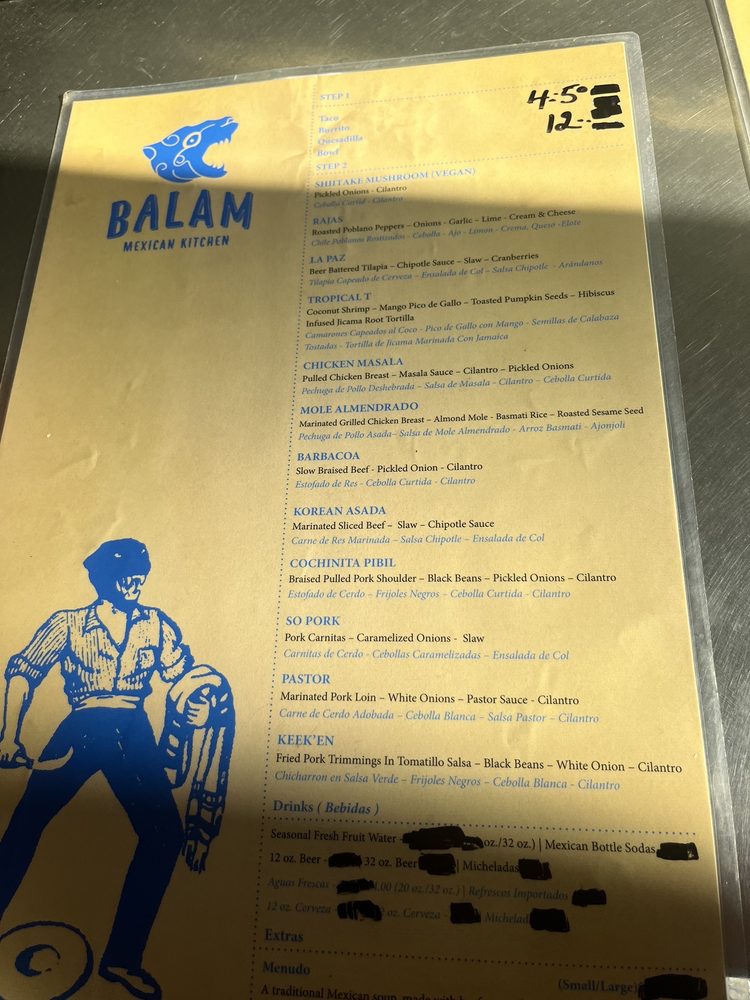 BALAM
MEXICAN KITCHEN
STEP 1
4.50
12..
Taco
Burrito
Quesadilla
Bowl
STEP 2
SHIITAKE MUSHROOM (VEGAN)
Pickled Onions - Cilantro
Cebolla Curtid - Cilantro
RAJAS
Roasted Poblano Peppers – Onions - Garlic – Lime - Cream & Cheese
Chile Poblanos Rostizados - Cebolla - Ajo - Limon - Crema, Queso - Elote
LA PAZ
Beer Battered Tilapia – Chipotle Sauce – Slaw – Cranberries
Tilapia Capeado de Cerveza – Ensalada de Col – Salsa Chipotle - Arándanos
TROPICAL T
Coconut Shrimp – Mango Pico de Gallo – Toasted Pumpkin Seeds – Hibiscus
Infused Jicama Root Tortilla
Camarones Capeados al Coco - Pico de Gallo con Mango - Semillas de Calabaza
Tostadas - Tortilla de Jicama Marinada Con Jamaica
CHICKEN MASALA
Pulled Chicken Breast – Masala Sauce – Cilantro – Pickled Onions
Pechuga de Pollo Deshebrada – Salsa de Masala - Cilantro – Cebolla Curtida
MOLE ALMENDRADO
Marinated Grilled Chicken Breast – Almond Mole - Basmati Rice – Roasted Sesame Seed
Pechuga de Pollo Asada– Salsa de Mole Almendrado - Arroz Basmati - Ajonjoli
BARBACOA
Slow Braised Beef - Pickled Onion - Cilantro
Estofado de Res - Cebolla Curtida - Cilantro
KOREAN ASADA
Marinated Sliced Beef – Slaw – Chipotle Sauce
Carne de Res Marinada – Salsa Chipotle – Ensalada de Col
COCHINITA PIBIL
Braised Pulled Pork Shoulder – Black Beans – Pickled Onions – Cilantro
Estofado de Cerdo – Frijoles Negros – Cebolla Curtida - Cilantro
SO PORK
Pork Carnitas – Caramelized Onions - Slaw
Carnitas de Cerdo - Cebollas Caramelizadas – Ensalada de Col
PASTOR
Marinated Pork Loin – White Onions – Pastor Sauce - Cilantro
Carne de Cerdo Adobada – Cebolla Blanca – Salsa Pastor – Cilantro
KEEK'EN
Fried Pork Trimmings In Tomatillo Salsa – Black Beans – White Onion – Cilantro
Chicharron en Salsa Verde – Frijoles Negros – Cebolla Blanca - Cilantro
Drinks ( Bebidas )
Seasonal Fresh Fruit Water - oz./32 oz.) | Mexican Bottle Sodas
12 oz. Beer - 32 oz. Beer | Micheladas
Aguas Frescas - .00 (20 oz./32 oz.) | Refrescos Importados
12 oz. Cerveza oz. Cerveza - Michelad
Extras
Menudo (Small/Large)
A traditional Mexican soup, made with